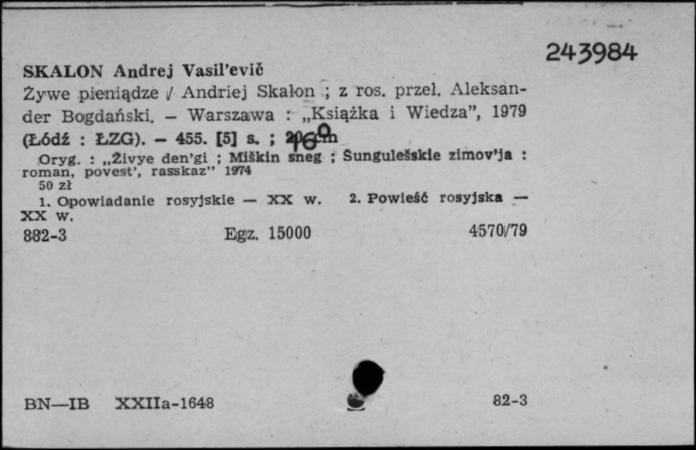 243984
SKALON Andrej Vasil'evič
Żywe pieniądze / Andriej Skałon ; z ros. przeł. Aleksan-
der Bogdański. — Warszawa : „Książka i Wiedza”, 1979
(Łódź : ŁZG). — 455. [5] s. ; 20 cm
16⁰
Oryg. : „Živye den'gi ; Miškin sneg ; Sungulešskie zimov'ja :
roman, povest', rasskaz” 1974
50 zł
1. Opowiadanie rosyjskie — XX w. 2. Powieść rosyjska —
XX w.
882-3 Egz. 15000 4570/79
BN—IB XXIIa-1648 82-3